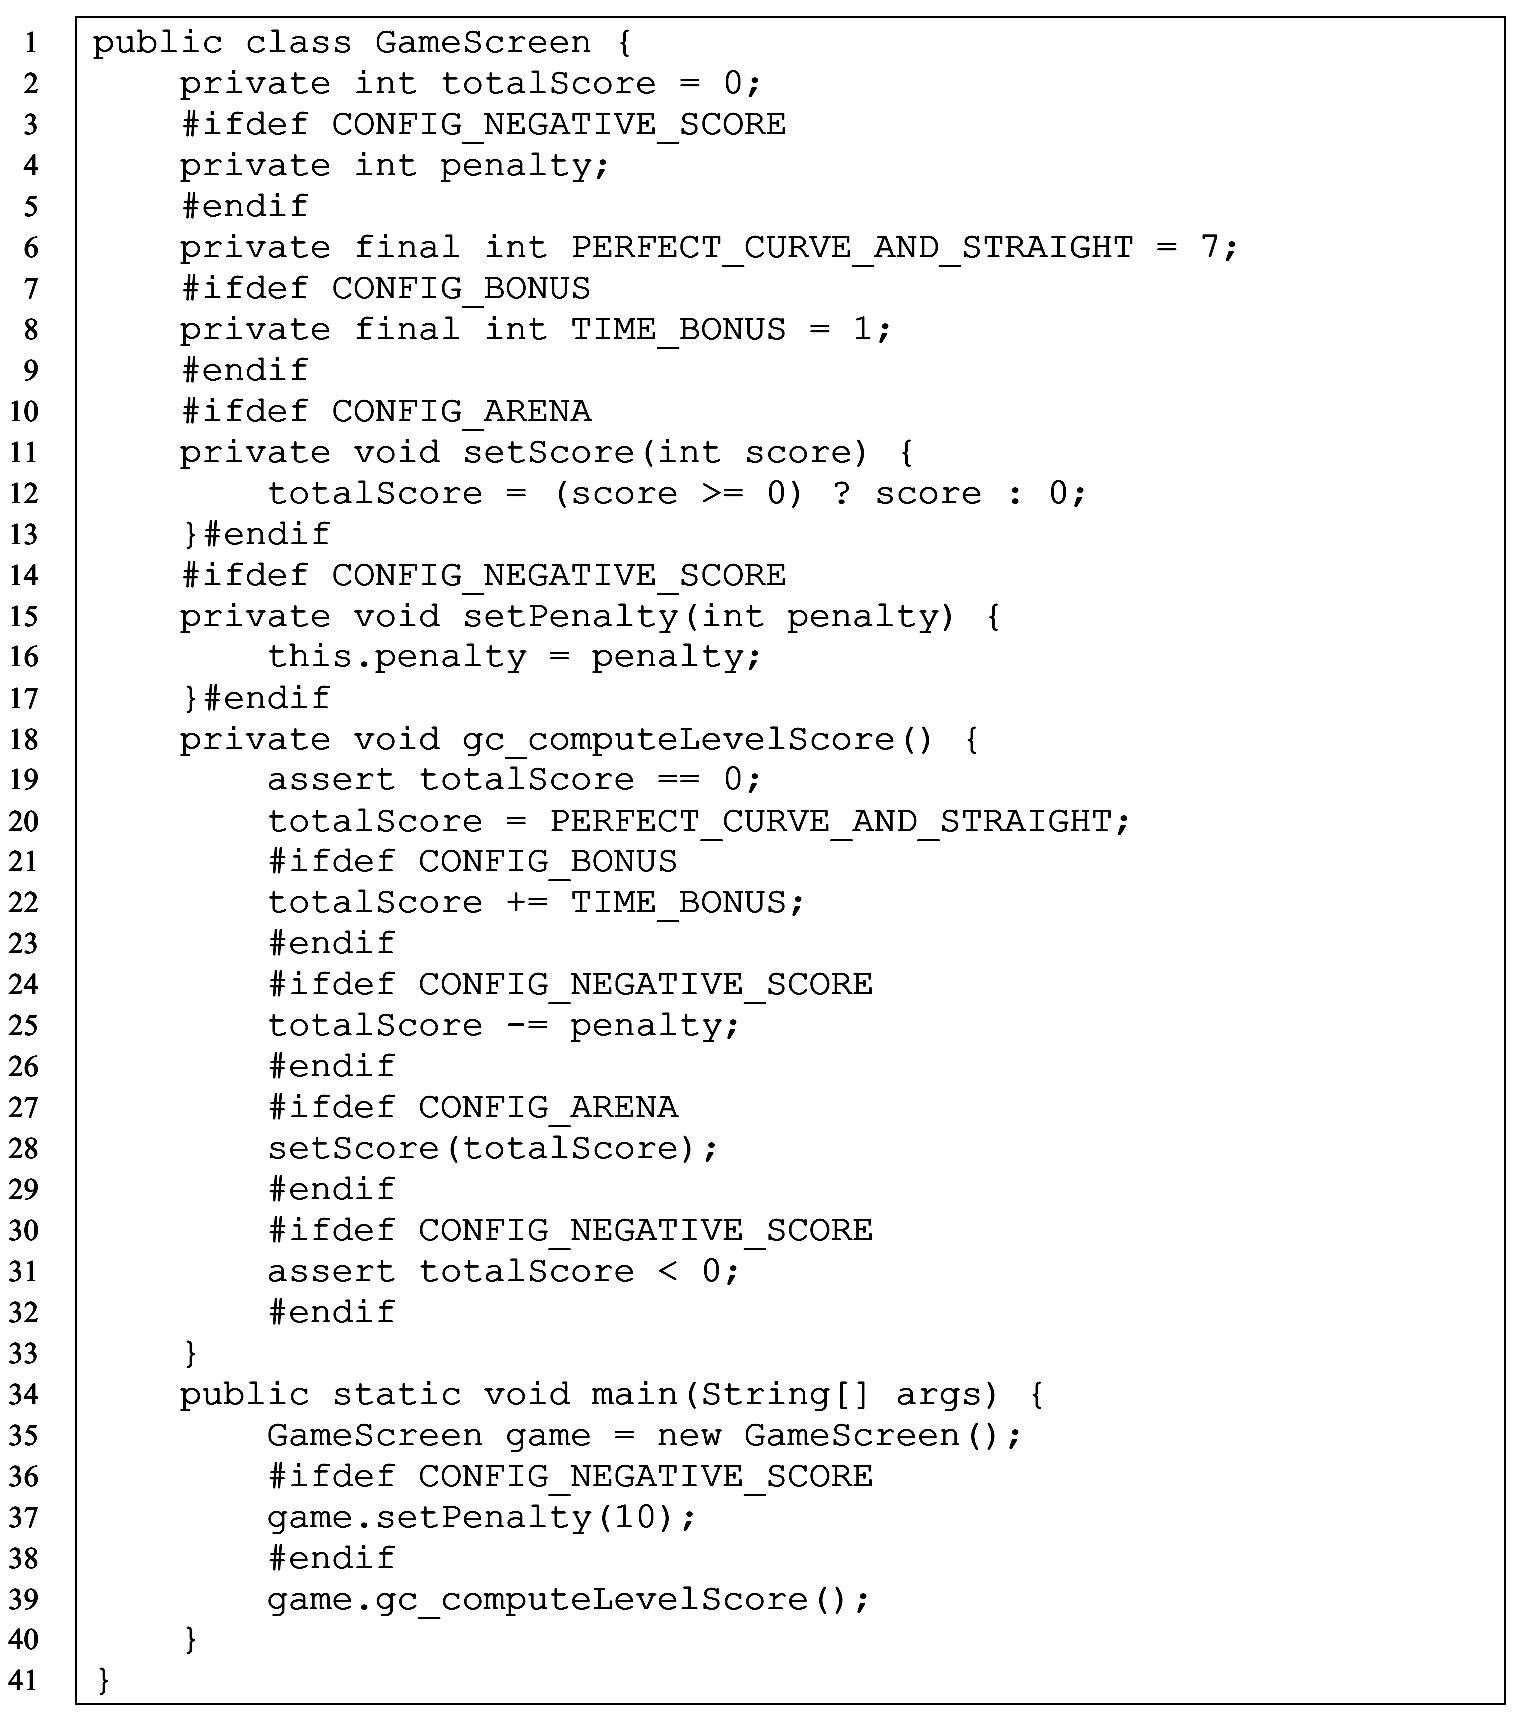 1 public class GameScreen {
2 private int totalScore = 0;
3 #ifdef CONFIG_NEGATIVE_SCORE
4 private int penalty;
5 #endif
6 private final int PERFECT_CURVE_AND_STRAIGHT = 7;
7 #ifdef CONFIG_BONUS
8 private final int TIME_BONUS = 1;
9 #endif
10 #ifdef CONFIG_ARENA
11 private void setScore(int score) {
12 totalScore = (score >= 0) ? score : 0;
13 }#endif
14 #ifdef CONFIG_NEGATIVE_SCORE
15 private void setPenalty(int penalty) {
16 this.penalty = penalty;
17 }#endif
18 private void gc_computeLevelScore() {
19 assert totalScore == 0;
20 totalScore = PERFECT_CURVE_AND_STRAIGHT;
21 #ifdef CONFIG_BONUS
22 totalScore += TIME_BONUS;
23 #endif
24 #ifdef CONFIG_NEGATIVE_SCORE
25 totalScore -= penalty;
26 #endif
27 #ifdef CONFIG_ARENA
28 setScore(totalScore);
29 #endif
30 #ifdef CONFIG_NEGATIVE_SCORE
31 assert totalScore < 0;
32 #endif
33 }
34 public static void main(String[] args) {
35 GameScreen game = new GameScreen();
36 #ifdef CONFIG_NEGATIVE_SCORE
37 game.setPenalty(10);
38 #endif
39 game.gc_computeLevelScore();
40 }
41 }